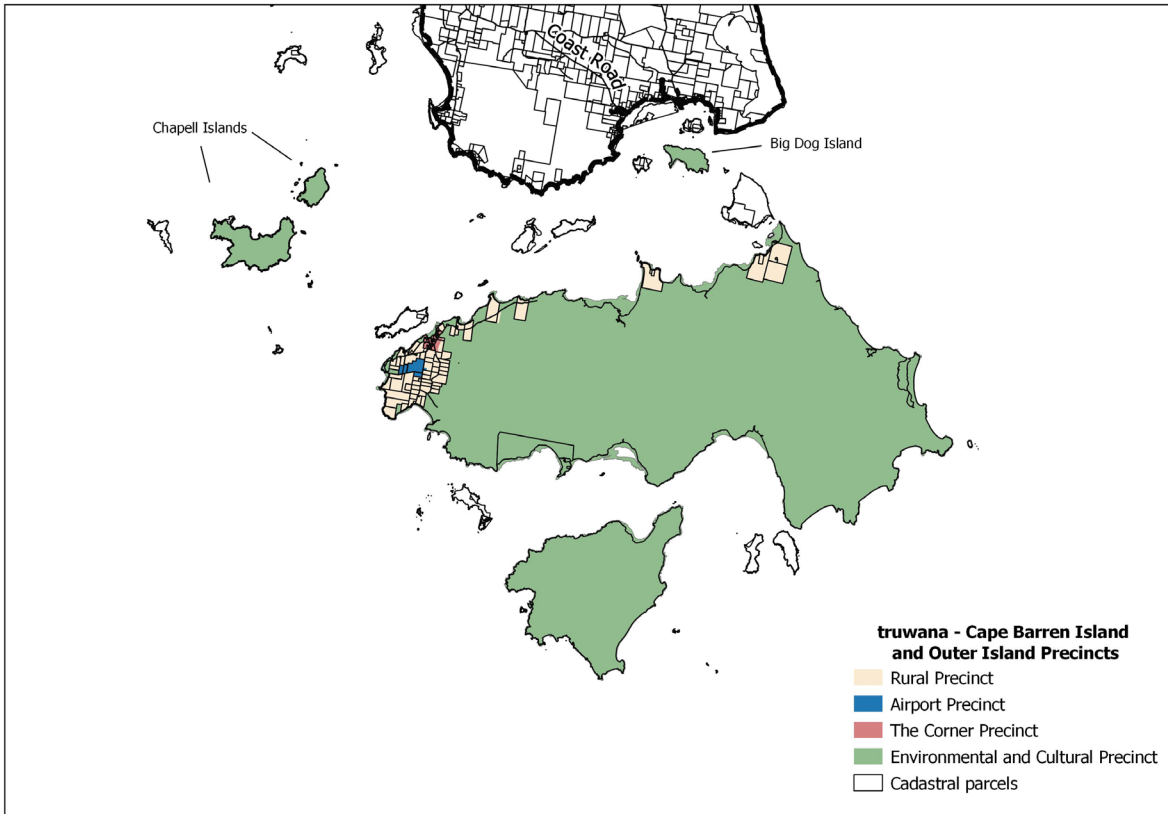 Coast Road
Chapell Islands
Big Dog Island
truwana - Cape Barren Island
and Outer Island Precincts
Rural Precinct
Airport Precinct
The Corner Precinct
Environmental and Cultural Precinct
Cadastral parcels